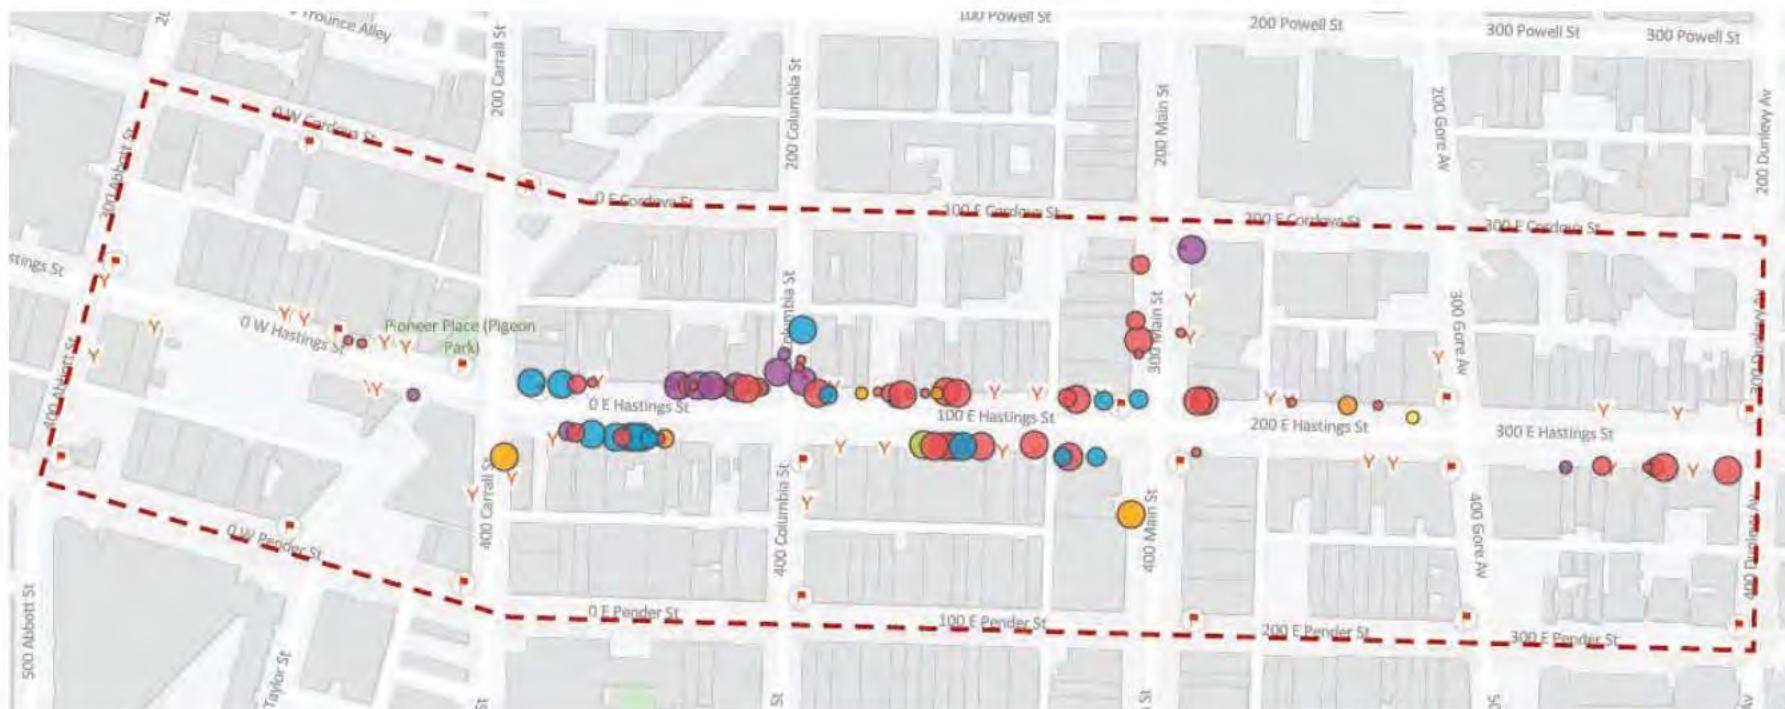 Trounce Alley
100 Powell St
200 Powell St
300 Powell St
300 Powell St
200 Carrall St
200 Columbia St
200 Main St
200 Gore Av
200 Dunlevy Av
0 W Cordova St
300 Abbott St
0 E Cordova St
100 E Cordova St
200 E Cordova St
300 E Cordova St
stings St
0 W Hastings St
Pioneer Place (Pigeon
Park)
Columbia St
300 Main St
300 Gore Av
300 Dunlevy Av
400 Abbott St
0 E Hastings St
100 E Hastings St
200 E Hastings St
300 E Hastings St
400 Carrall St
400 Columbia St
400 Main St
400 Gore Av
400 Dunlevy Av
0 W Pender St
0 E Pender St
100 E Pender St
200 E Pender St
300 E Pender St
500 Abbott St
Taylor St
St
St
St
Av